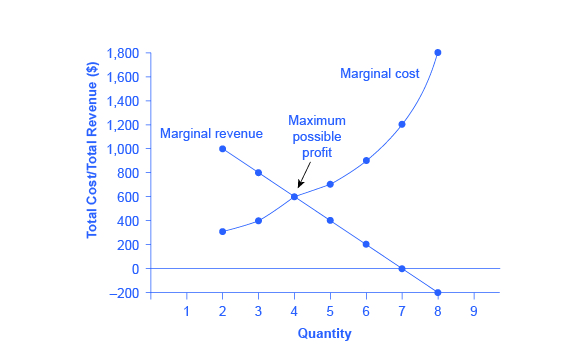 Total Cost/Total Revenue ($)
1,800
1,600
1,400
1,200
1,000
800
600
400
200
0
–200
Marginal cost
Maximum
possible
profit
Marginal revenue
1 2 3 4 5 6 7 8 9
Quantity